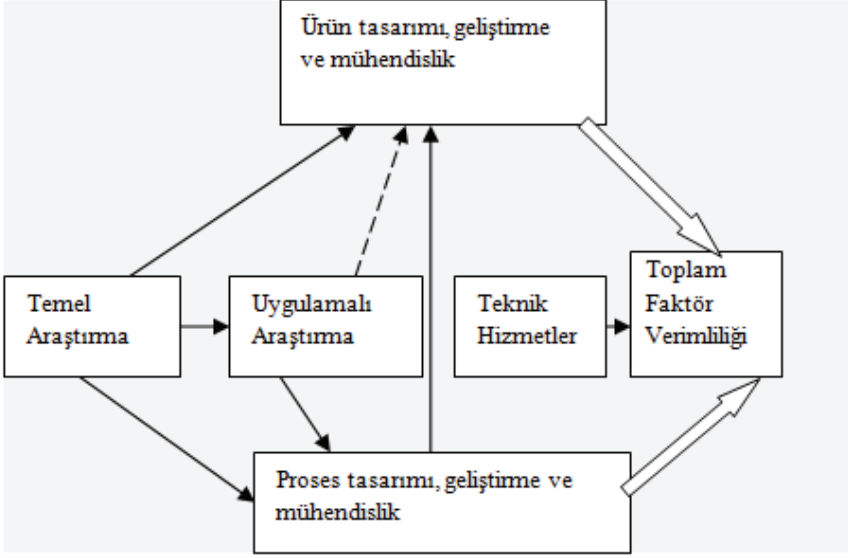 Ürün tasarımı, geliştirme
ve mühendislik
Temel
Araştırma
Uygulamalı
Araştırma
Teknik
Hizmetler
Toplam
Faktör
Verimliliği
Proses tasarımı, geliştirme ve
mühendislik